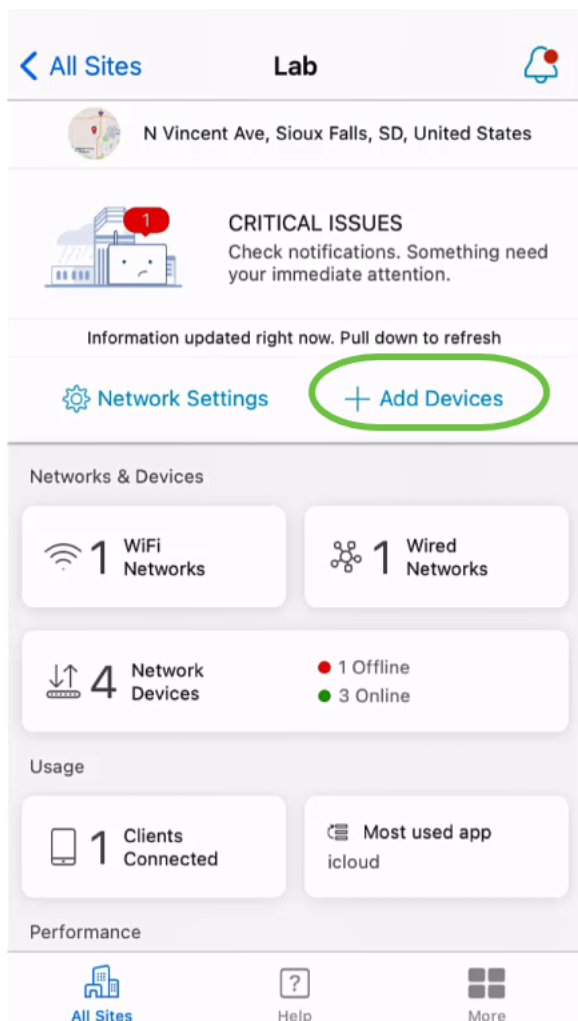 All Sites
Lab
N Vincent Ave, Sioux Falls, SD, United States
1
CRITICAL ISSUES
Check notifications. Something need
your immediate attention.
Information updated right now. Pull down to refresh
Network Settings
+ Add Devices
Networks & Devices
1 WiFi
Networks
1 Wired
Networks
4 Network
Devices
1 Offline
3 Online
Usage
1 Clients
Connected
Most used app
icloud
Performance
All Sites
?
Help
More